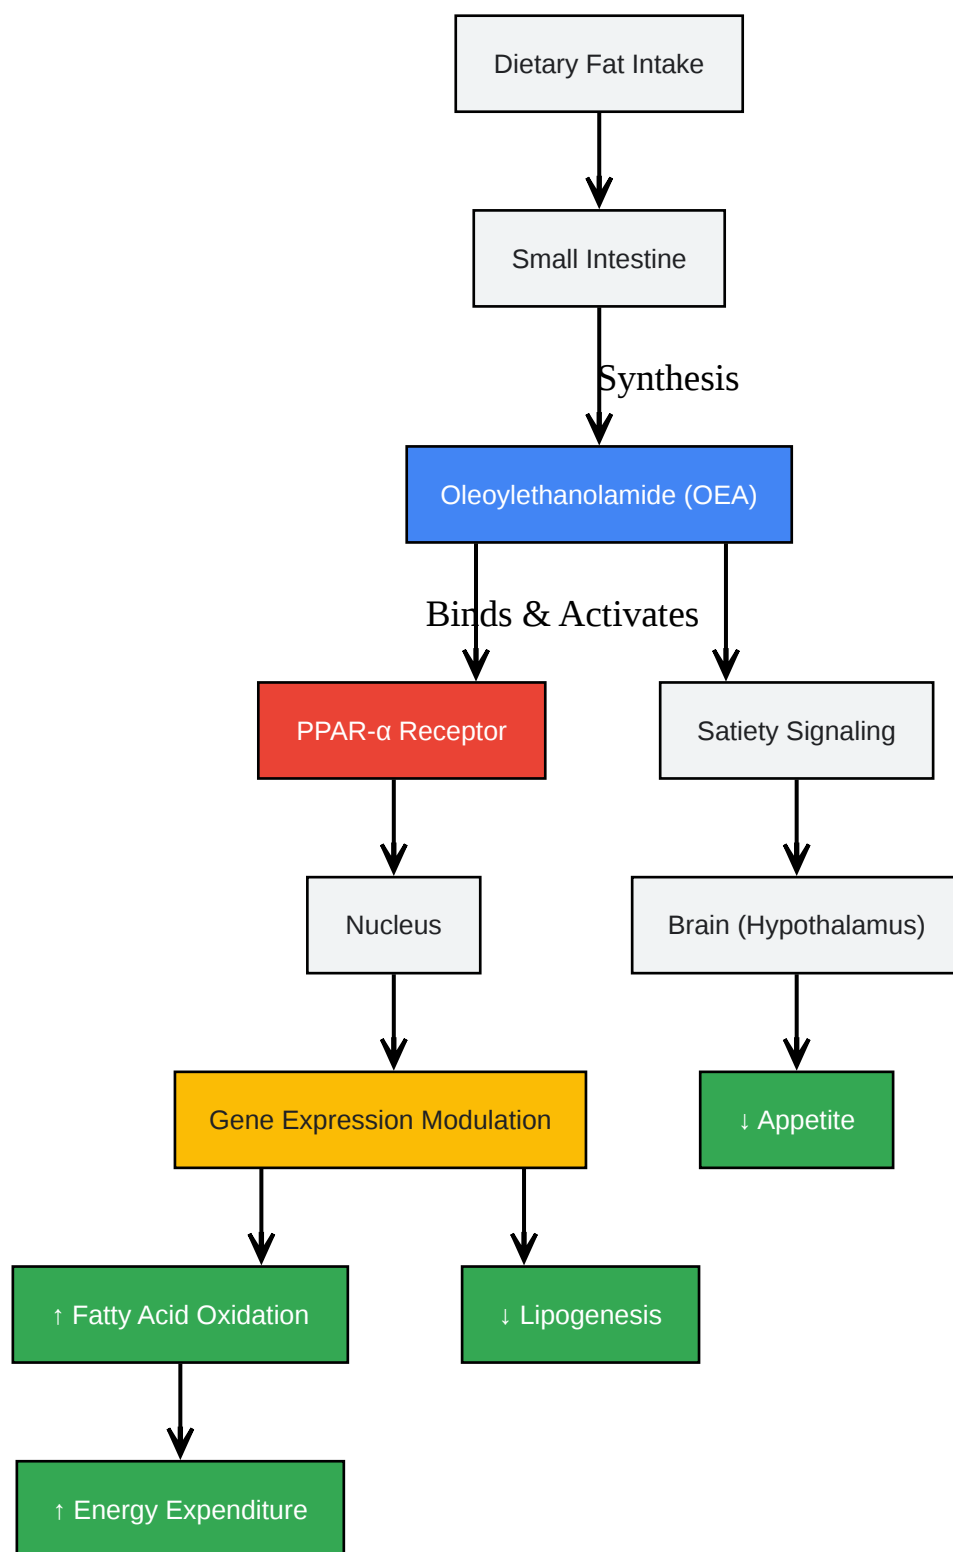 Dietary Fat Intake
Small Intestine
Synthesis
Oleoylethanolamide (OEA)
Binds & Activates
PPAR-α Receptor
Satiety Signaling
Nucleus
Brain (Hypothalamus)
Gene Expression Modulation
↓ Appetite
↑ Fatty Acid Oxidation
↓ Lipogenesis
↑ Energy Expenditure